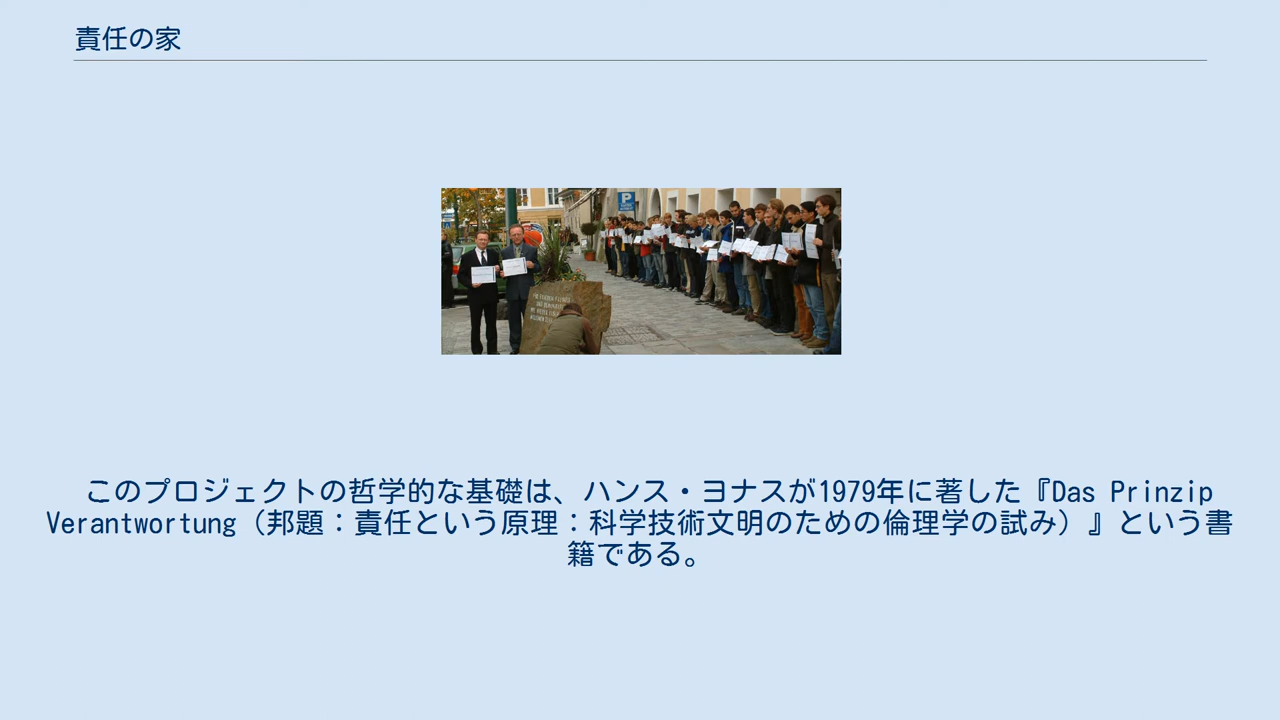 責任の家
P
このプロジェクトの哲学的な基礎は、ハンス・ヨナスが1979年に著した『Das Prinzip
Verantwortung（邦題：責任という原理：科学技術文明のための倫理学の試み）』という書
籍である。